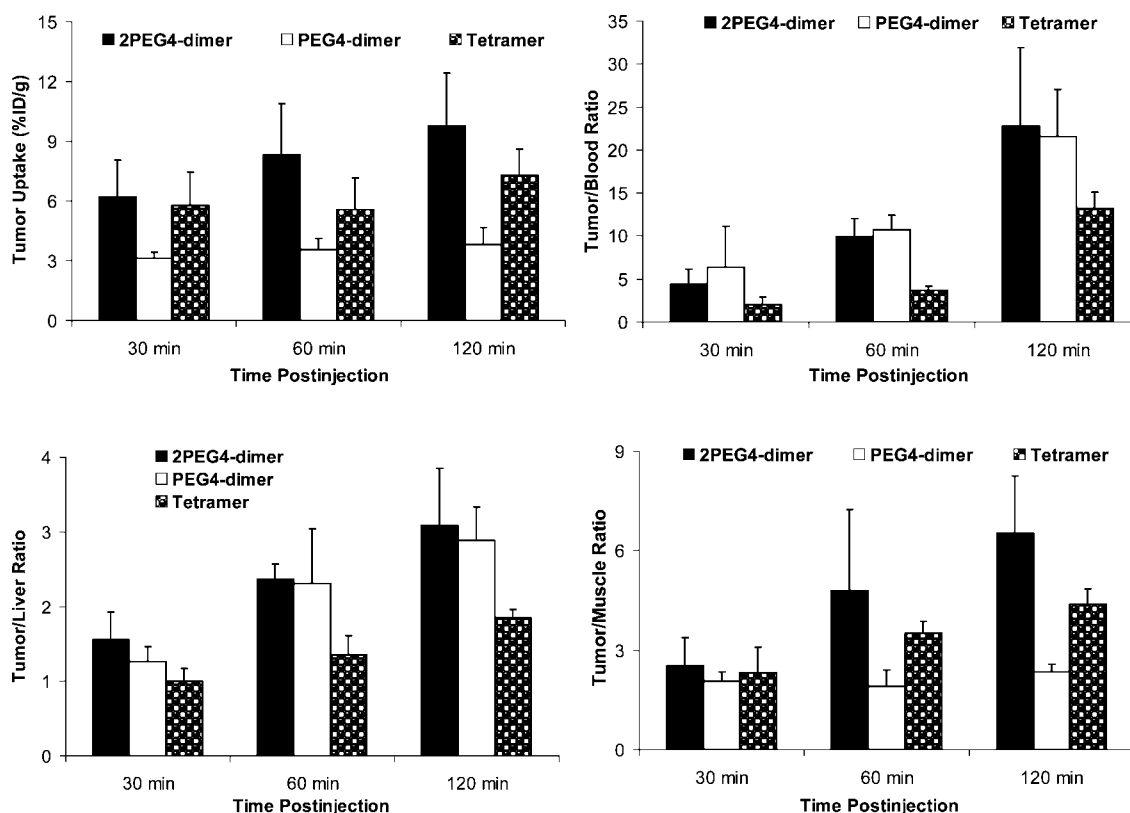 Tumor Uptake (%ID/g)
15
12
9
6
3
0
2PEG4-dimer PEG4-dimer Tetramer
30 min 60 min 120 min
Time Postinjection
Tumor/Blood Ratio
35
30
25
20
15
10
5
0
2PEG4-dimer PEG4-dimer Tetramer
30 min 60 min 120 min
Time Postinjection
Tumor/Liver Ratio
4
3
2
1
0
2PEG4-dimer
PEG4-dimer
Tetramer
30 min 60 min 120 min
Time Postinjection
Tumor/Muscle Ratio
9
6
3
0
2PEG4-dimer PEG4-dimer Tetramer
30 min 60 min 120 min
Time Postinjection